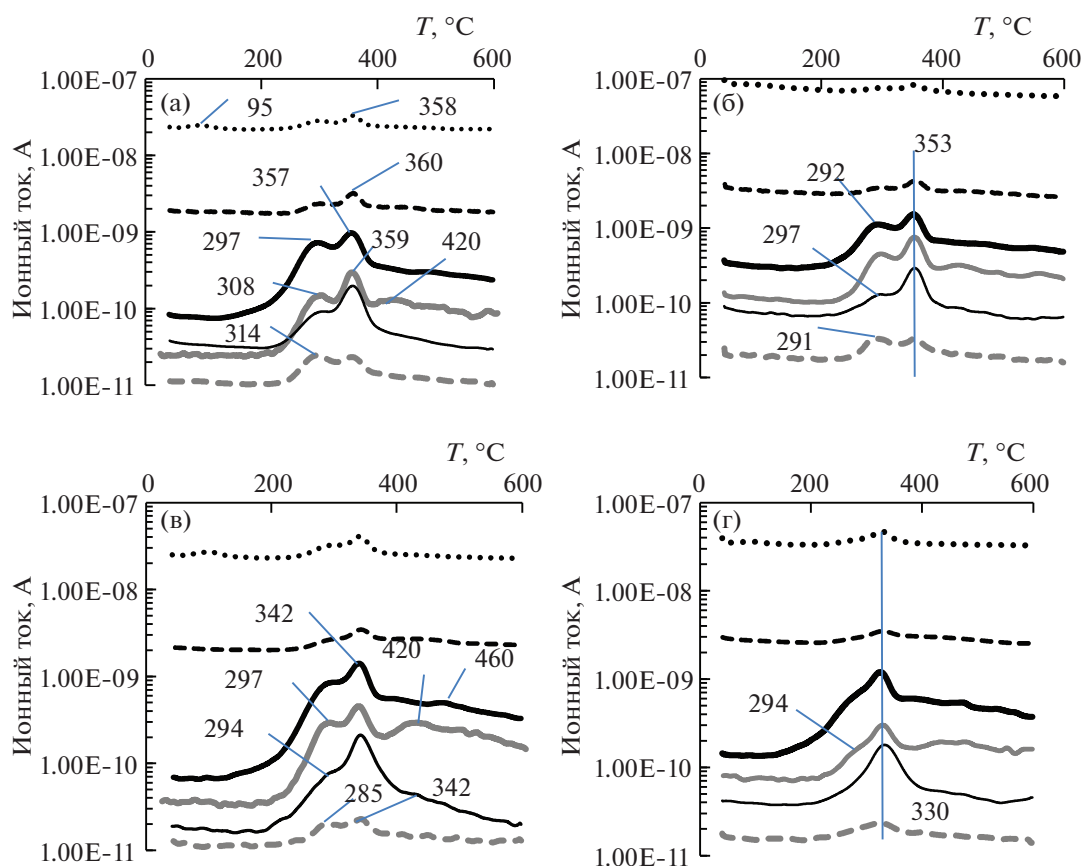 T, °C
0 200 400 600
1.00E-07
1.00E-08
1.00E-09
1.00E-10
1.00E-11
Ионный ток, А
(а)
95
358
357
360
297
359
420
308
314
T, °C
0 200 400 600
1.00E-07
1.00E-08
1.00E-09
1.00E-10
1.00E-11
Ионный ток, А
(б)
353
292
297
291
T, °C
0 200 400 600
1.00E-07
1.00E-08
1.00E-09
1.00E-10
1.00E-11
Ионный ток, А
(в)
342
420
460
297
294
285
342
T, °C
0 200 400 600
1.00E-07
1.00E-08
1.00E-09
1.00E-10
1.00E-11
Ионный ток, А
(г)
294
330